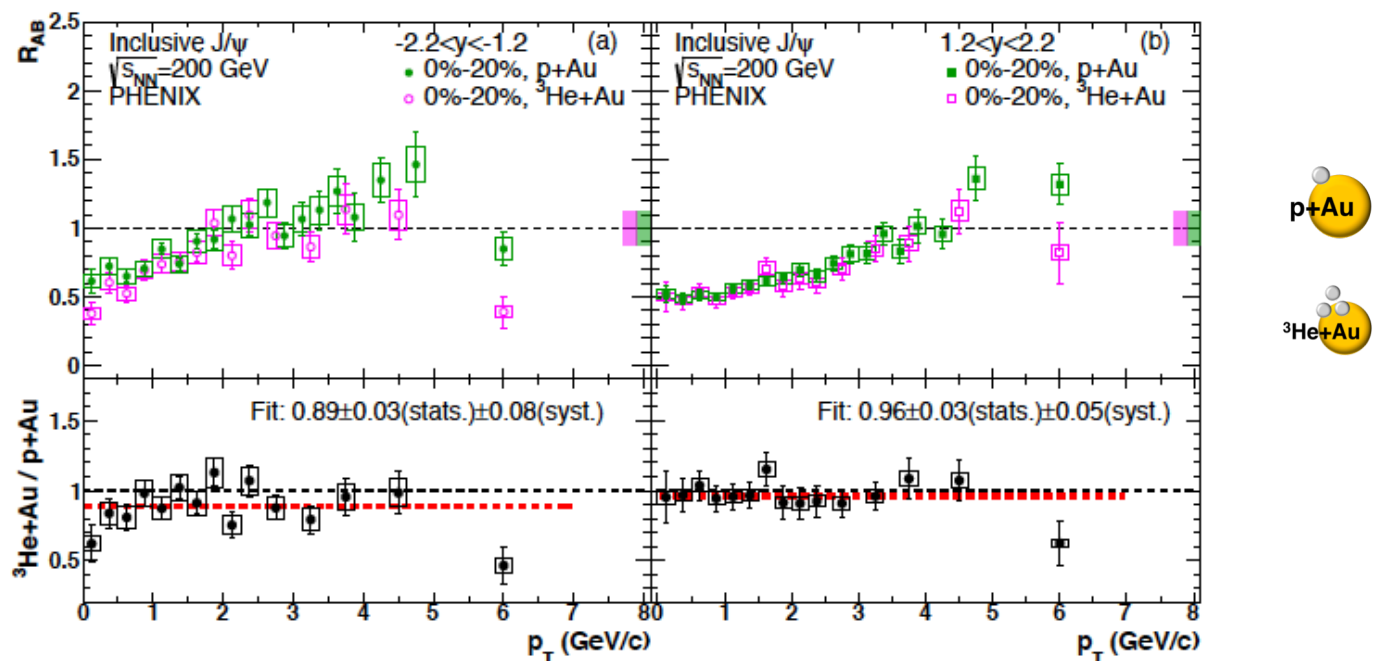 R_AB
2.5
2
1.5
1
0.5
0
Inclusive J/ψ -2.2<y<-1.2 (a)
√s_NN=200 GeV 0%-20%, p+Au
PHENIX 0%-20%, ³He+Au
Inclusive J/ψ 1.2<y<2.2 (b)
√s_NN=200 GeV 0%-20%, p+Au
PHENIX 0%-20%, ³He+Au
p+Au
³He+Au
³He+Au / p+Au
1.5
1
0.5
Fit: 0.89±0.03(stats.)±0.08(syst.)
Fit: 0.96±0.03(stats.)±0.05(syst.)
0 1 2 3 4 5 6 7 80 1 2 3 4 5 6 7 8
p_T (GeV/c) p_T (GeV/c)